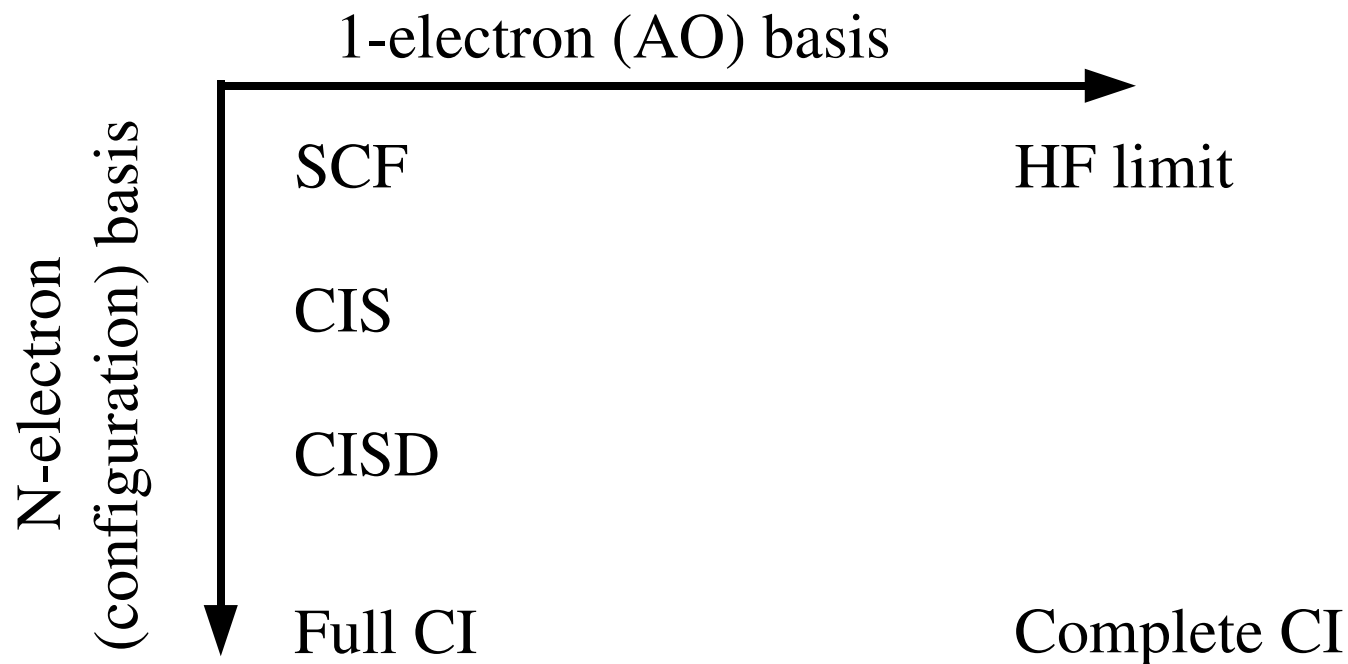 1-electron (AO) basis
N-electron
(configuration) basis
SCF
HF limit
CIS
CISD
Full CI
Complete CI